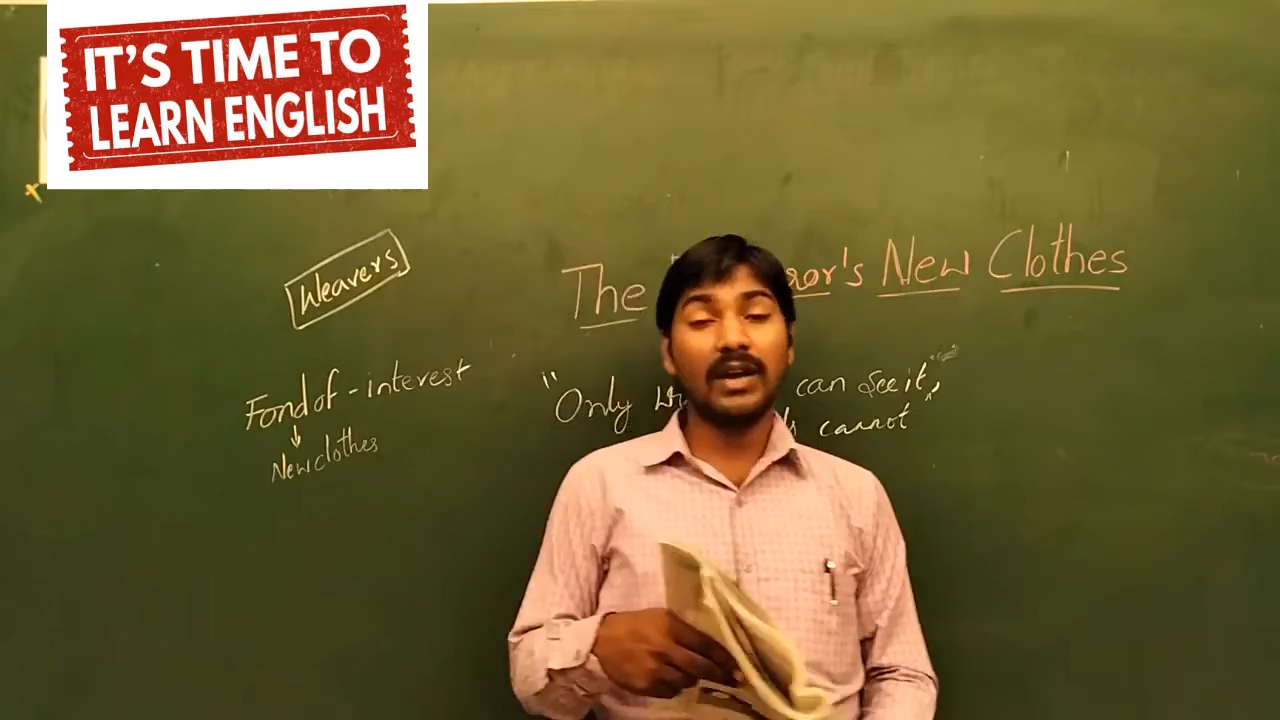 IT'S TIME TO
LEARN ENGLISH
Weavers
The ror's New Clothes
Fond of - interest
New clothes
"Only can see it,
cannot